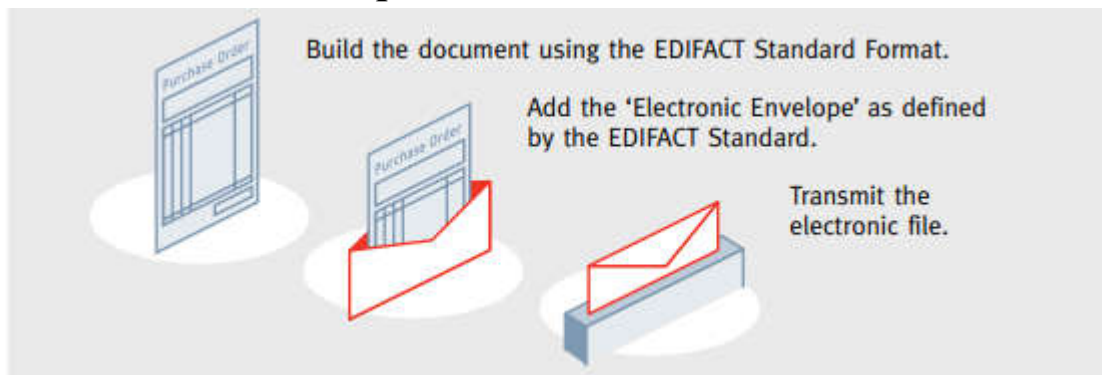 Build the document using the EDIFACT Standard Format.
Purchase Order
Add the ‘Electronic Envelope’ as defined
by the EDIFACT Standard.
Purchase Order
Transmit the
electronic file.